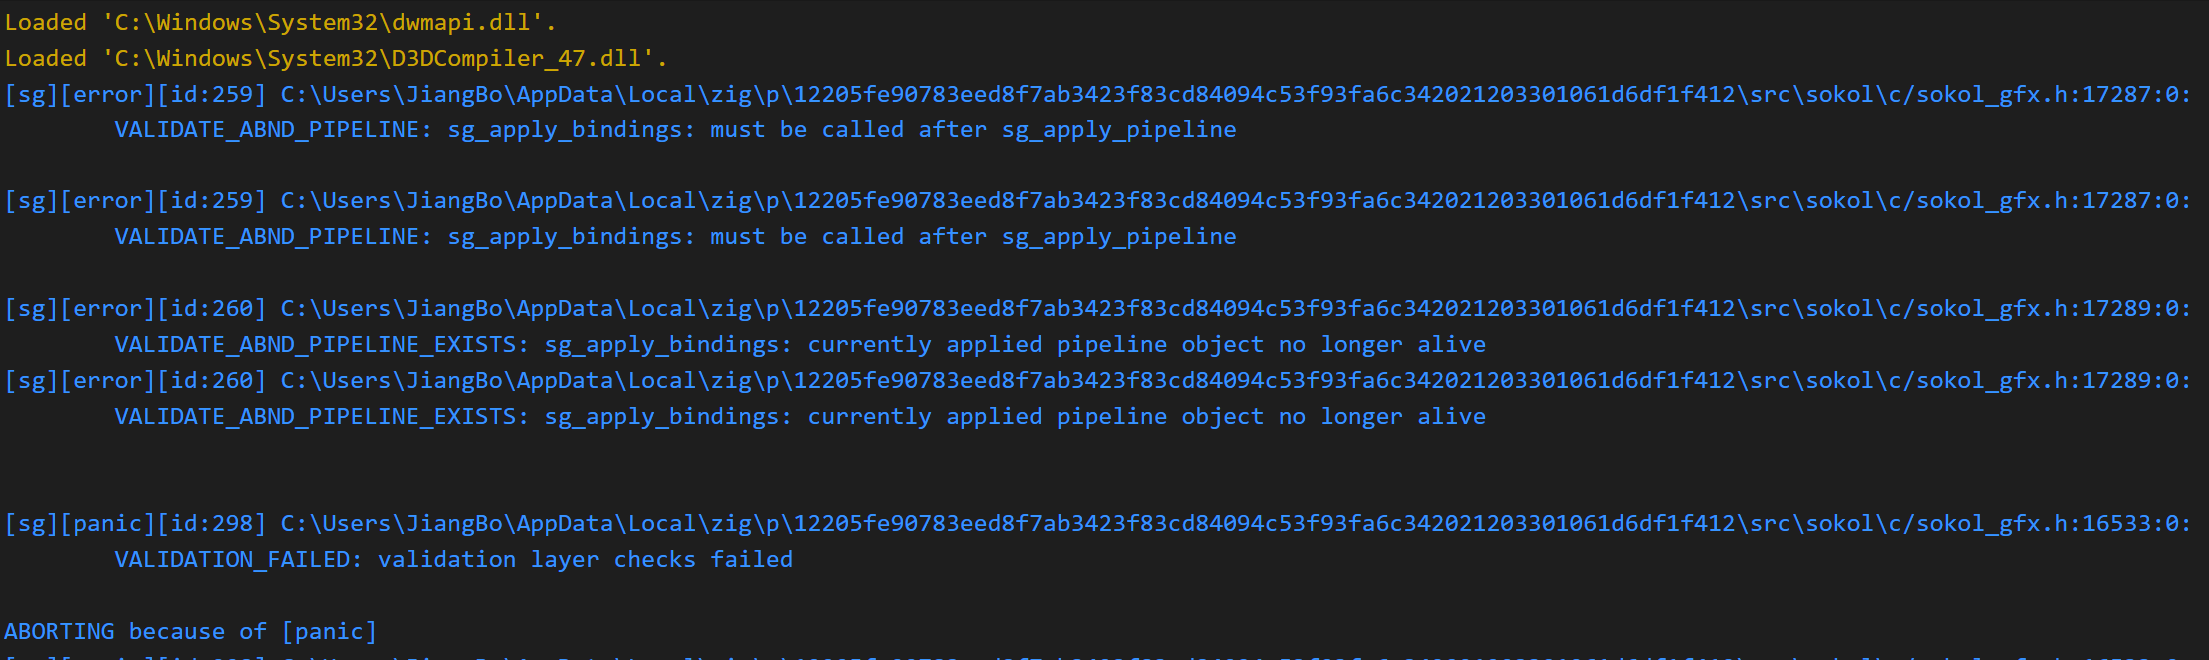 Loaded 'C:\Windows\System32\dwmapi.dll'.
Loaded 'C:\Windows\System32\D3DCompiler_47.dll'.
[sg][error][id:259] C:\Users\JiangBo\AppData\Local\zig\p\12205fe90783eed8f7ab3423f83cd84094c53f93fa6c342021203301061d6df1f412\src\sokol\c/sokol_gfx.h:17287:0:
VALIDATE_ABND_PIPELINE: sg_apply_bindings: must be called after sg_apply_pipeline
[sg][error][id:259] C:\Users\JiangBo\AppData\Local\zig\p\12205fe90783eed8f7ab3423f83cd84094c53f93fa6c342021203301061d6df1f412\src\sokol\c/sokol_gfx.h:17287:0:
VALIDATE_ABND_PIPELINE: sg_apply_bindings: must be called after sg_apply_pipeline
[sg][error][id:260] C:\Users\JiangBo\AppData\Local\zig\p\12205fe90783eed8f7ab3423f83cd84094c53f93fa6c342021203301061d6df1f412\src\sokol\c/sokol_gfx.h:17289:0:
VALIDATE_ABND_PIPELINE_EXISTS: sg_apply_bindings: currently applied pipeline object no longer alive
[sg][error][id:260] C:\Users\JiangBo\AppData\Local\zig\p\12205fe90783eed8f7ab3423f83cd84094c53f93fa6c342021203301061d6df1f412\src\sokol\c/sokol_gfx.h:17289:0:
VALIDATE_ABND_PIPELINE_EXISTS: sg_apply_bindings: currently applied pipeline object no longer alive
[sg][panic][id:298] C:\Users\JiangBo\AppData\Local\zig\p\12205fe90783eed8f7ab3423f83cd84094c53f93fa6c342021203301061d6df1f412\src\sokol\c/sokol_gfx.h:16533:0:
VALIDATION_FAILED: validation layer checks failed
ABORTING because of [panic]